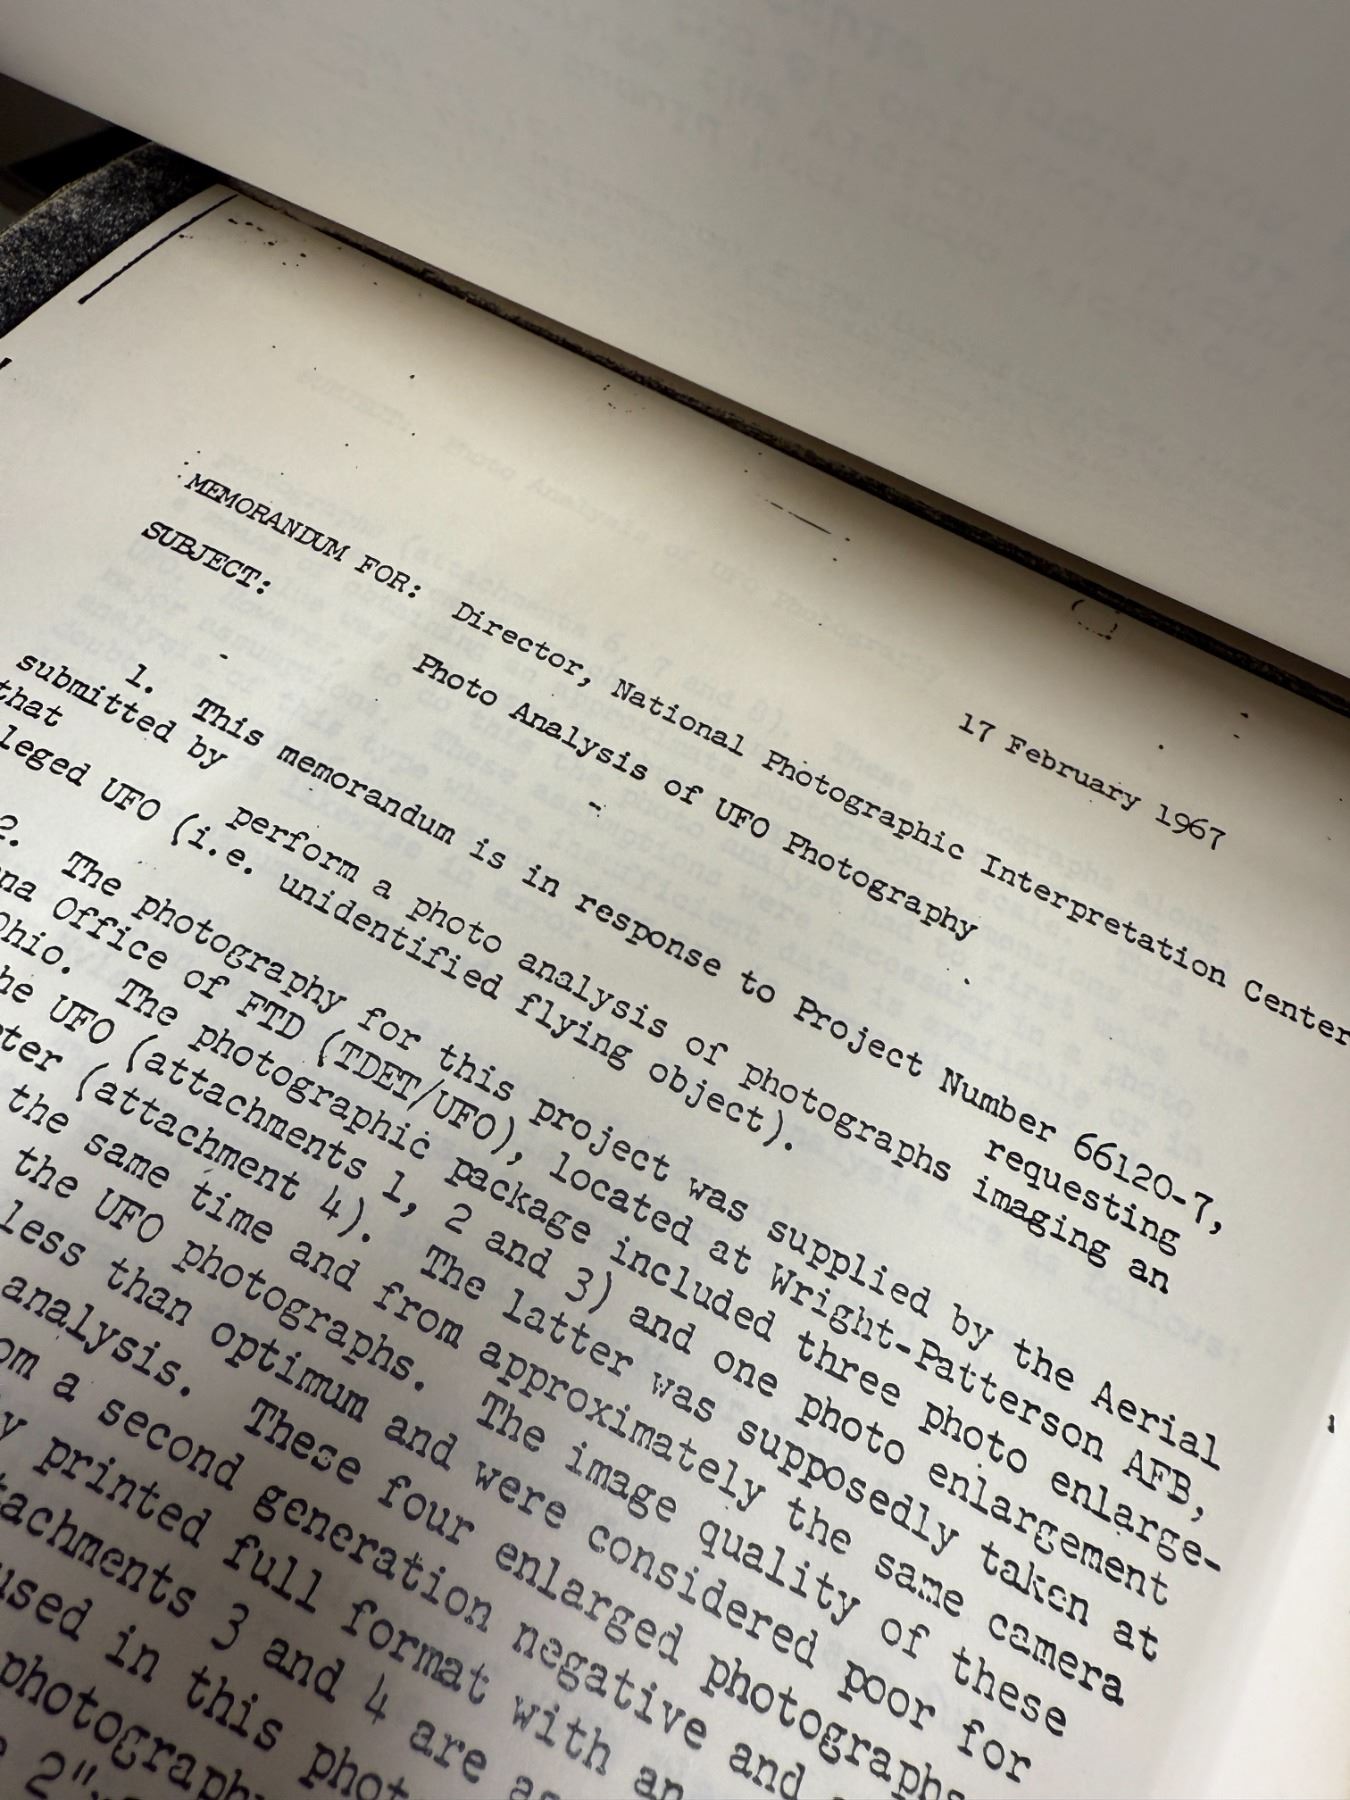 17 February 1967
MEMORANDUM FOR: Director, National Photographic Interpretation Center
SUBJECT: Photo Analysis of UFO Photography
1. This memorandum is in response to Project Number 66120-7,
submitted by requesting
that perform a photo analysis of photographs imaging an
leged UFO (i.e. unidentified flying object).
2. The photography for this project was supplied by the Aerial
na Office of FTD (TDET/UFO), located at Wright-Patterson AFB,
Ohio. The photographic package included three photo enlarge-
he UFO (attachments 1, 2 and 3) and one photo enlargement
ter (attachment 4). The latter was supposedly taken at
the same time and from approximately the same camera
the UFO photographs. The image quality of these
less than optimum and were considered poor for
analysis. These four enlarged photographs
om a second generation negative and
y printed full format with an
tachments 3 and 4 are as
used in this phot
photography
2"